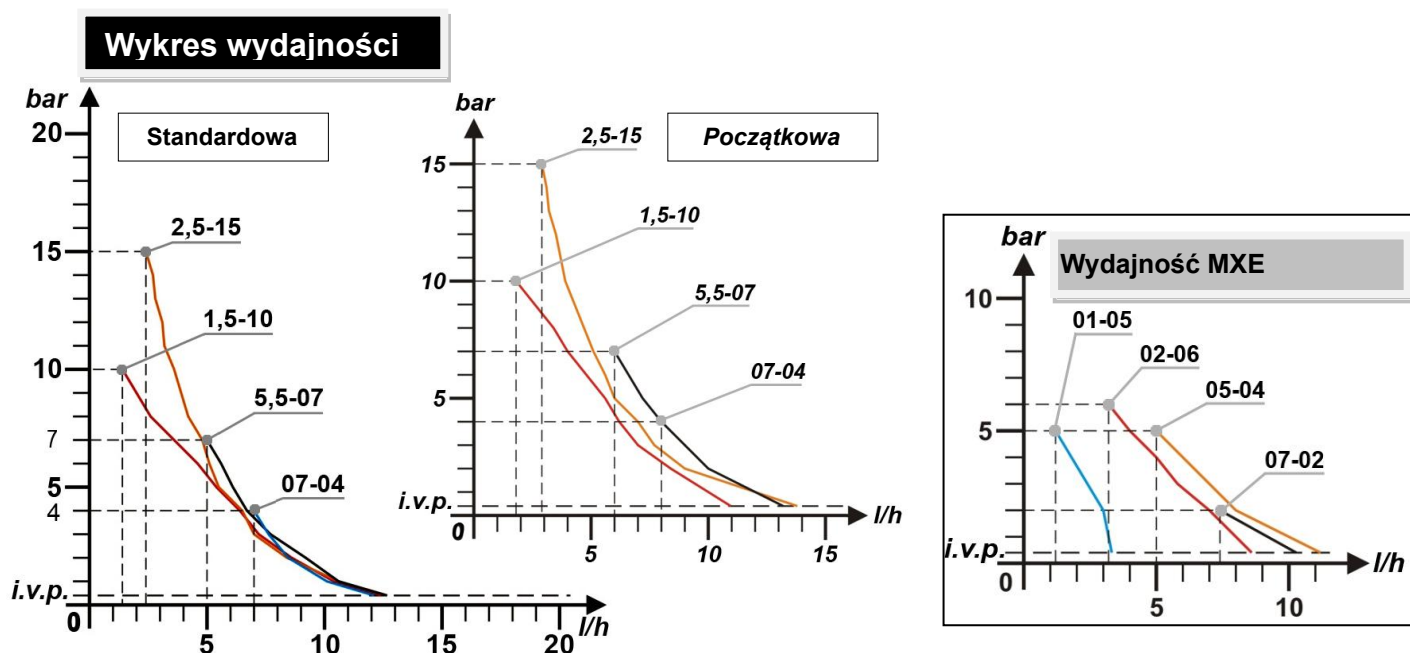 Wykres wydajności
bar
20
15
10
7
5
4
i.v.p.
0
5
10
15
20
l/h
Standardowa
2,5-15
1,5-10
5,5-07
07-04
bar
15
10
5
i.v.p.
0
5
10
15
l/h
Początkowa
2,5-15
1,5-10
5,5-07
07-04
Wydajność MXE
bar
10
5
i.v.p.
0
5
10
l/h
01-05
02-06
05-04
07-02